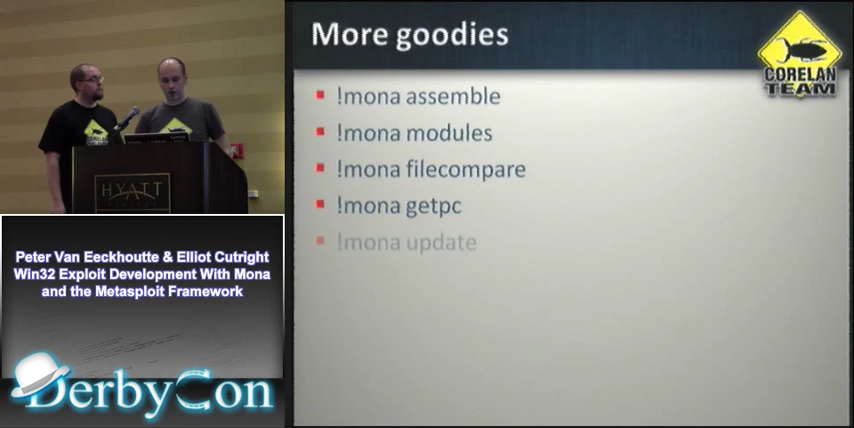 More goodies
CORELAN
TEAM
!mona assemble
!mona modules
!mona filecompare
!mona getpc
!mona update
CORELAN
HYATT
Peter Van Eeckhoutte & Elliot Cutright
Win32 Exploit Development With Mona
and the Metasploit Framework
DerbyCon